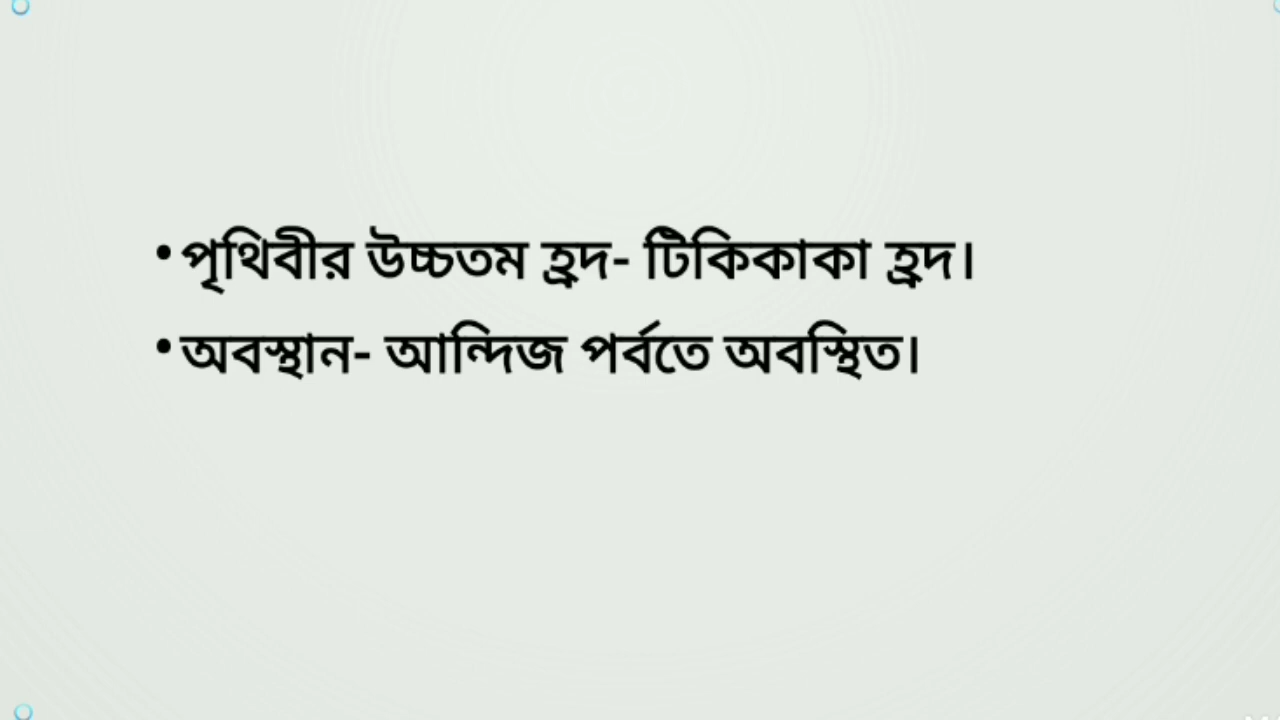 •পৃথিবীর উচ্চতম হ্রদ- টিকিকাকা হ্রদ।
•অবস্থান- আন্দিজ পর্বতে অবস্থিত।